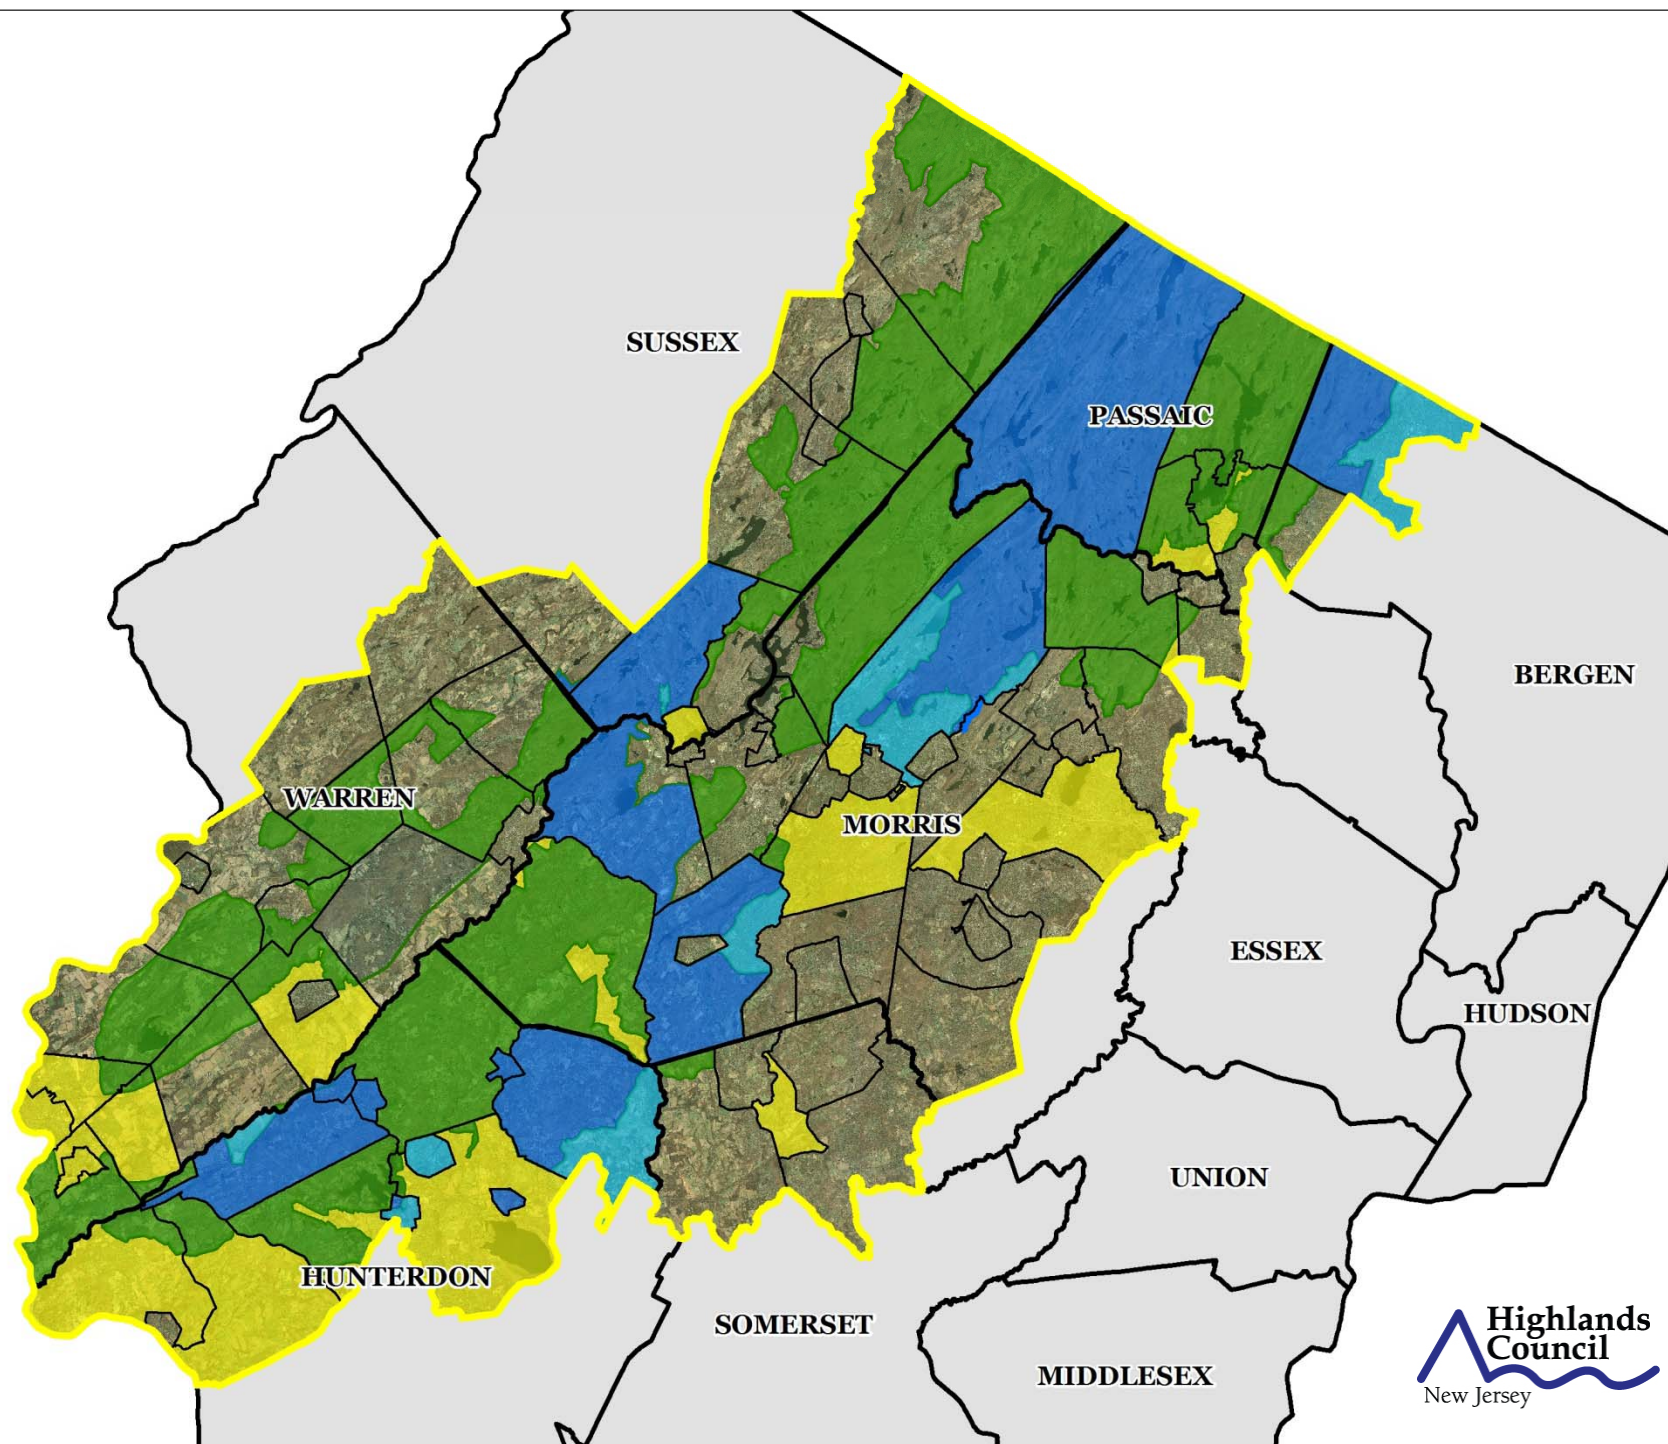 SUSSEX
PASSAIC
BERGEN
WARREN
MORRIS
ESSEX
HUDSON
UNION
HUNTERDON
SOMERSET
MIDDLESEX
Highlands
Council
New Jersey